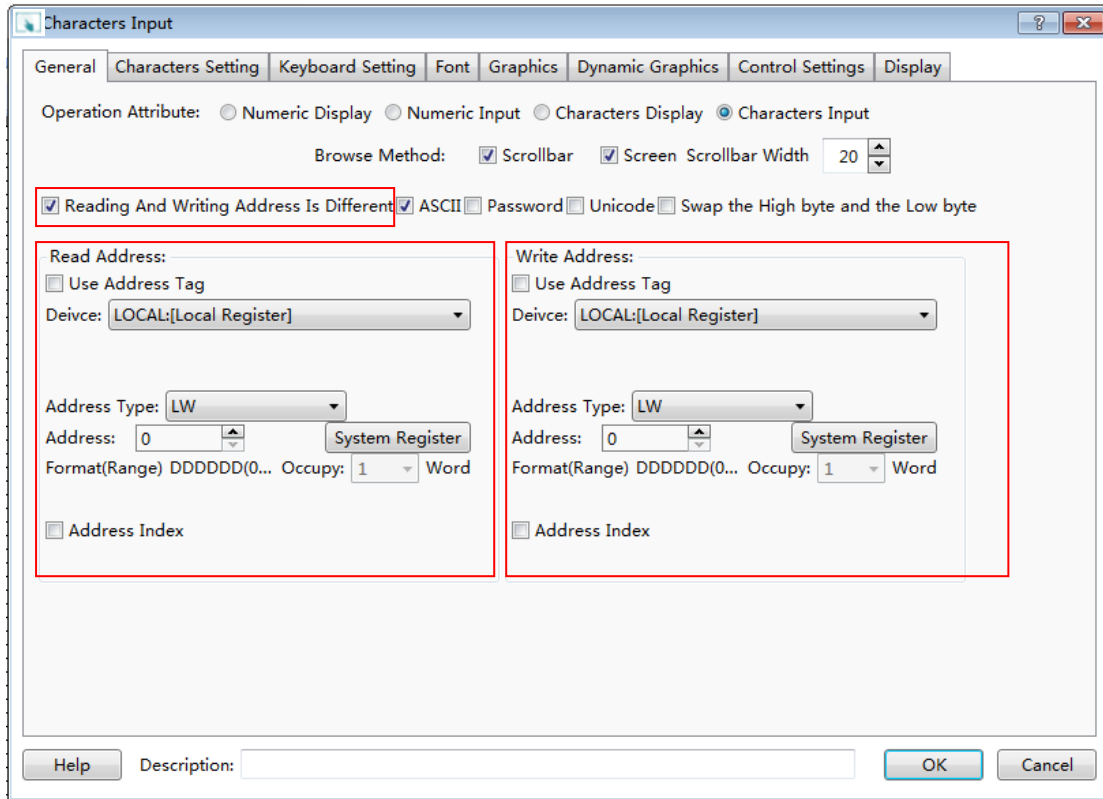 Characters Input
General Characters Setting Keyboard Setting Font Graphics Dynamic Graphics Control Settings Display
Operation Attribute: Numeric Display Numeric Input Characters Display Characters Input
Browse Method: Scrollbar Screen Scrollbar Width 20
Reading And Writing Address Is Different ASCII Password Unicode Swap the High byte and the Low byte
Read Address:
Use Address Tag
Deivce: LOCAL:[Local Register]
Address Type: LW
Address: 0 System Register
Format(Range) DDDDDD(0... Occupy: 1 Word
Address Index
Write Address:
Use Address Tag
Deivce: LOCAL:[Local Register]
Address Type: LW
Address: 0 System Register
Format(Range) DDDDDD(0... Occupy: 1 Word
Address Index
Help Description: OK Cancel